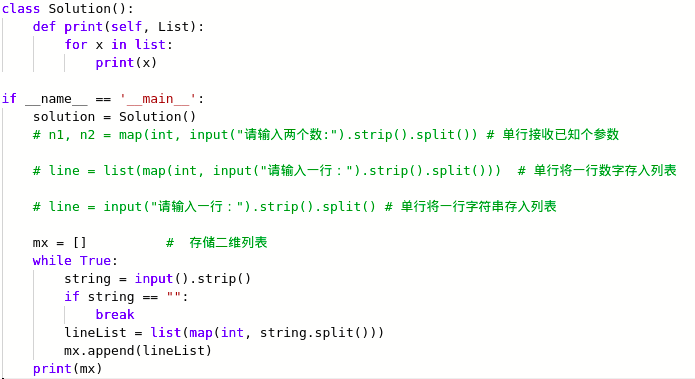 class Solution():
    def print(self, List):
        for x in list:
            print(x)

if __name__ == '__main__':
    solution = Solution()
    # n1, n2 = map(int, input("请输入两个数:").strip().split()) # 单行接收已知个参数

    # line = list(map(int, input("请输入一行：").strip().split()))  # 单行将一行数字存入列表

    # line = input("请输入一行：").strip().split() # 单行将一行字符串存入列表

    mx = []          #  存储二维列表
    while True:
        string = input().strip()
        if string == "":
            break
        lineList = list(map(int, string.split()))
        mx.append(lineList)
    print(mx)